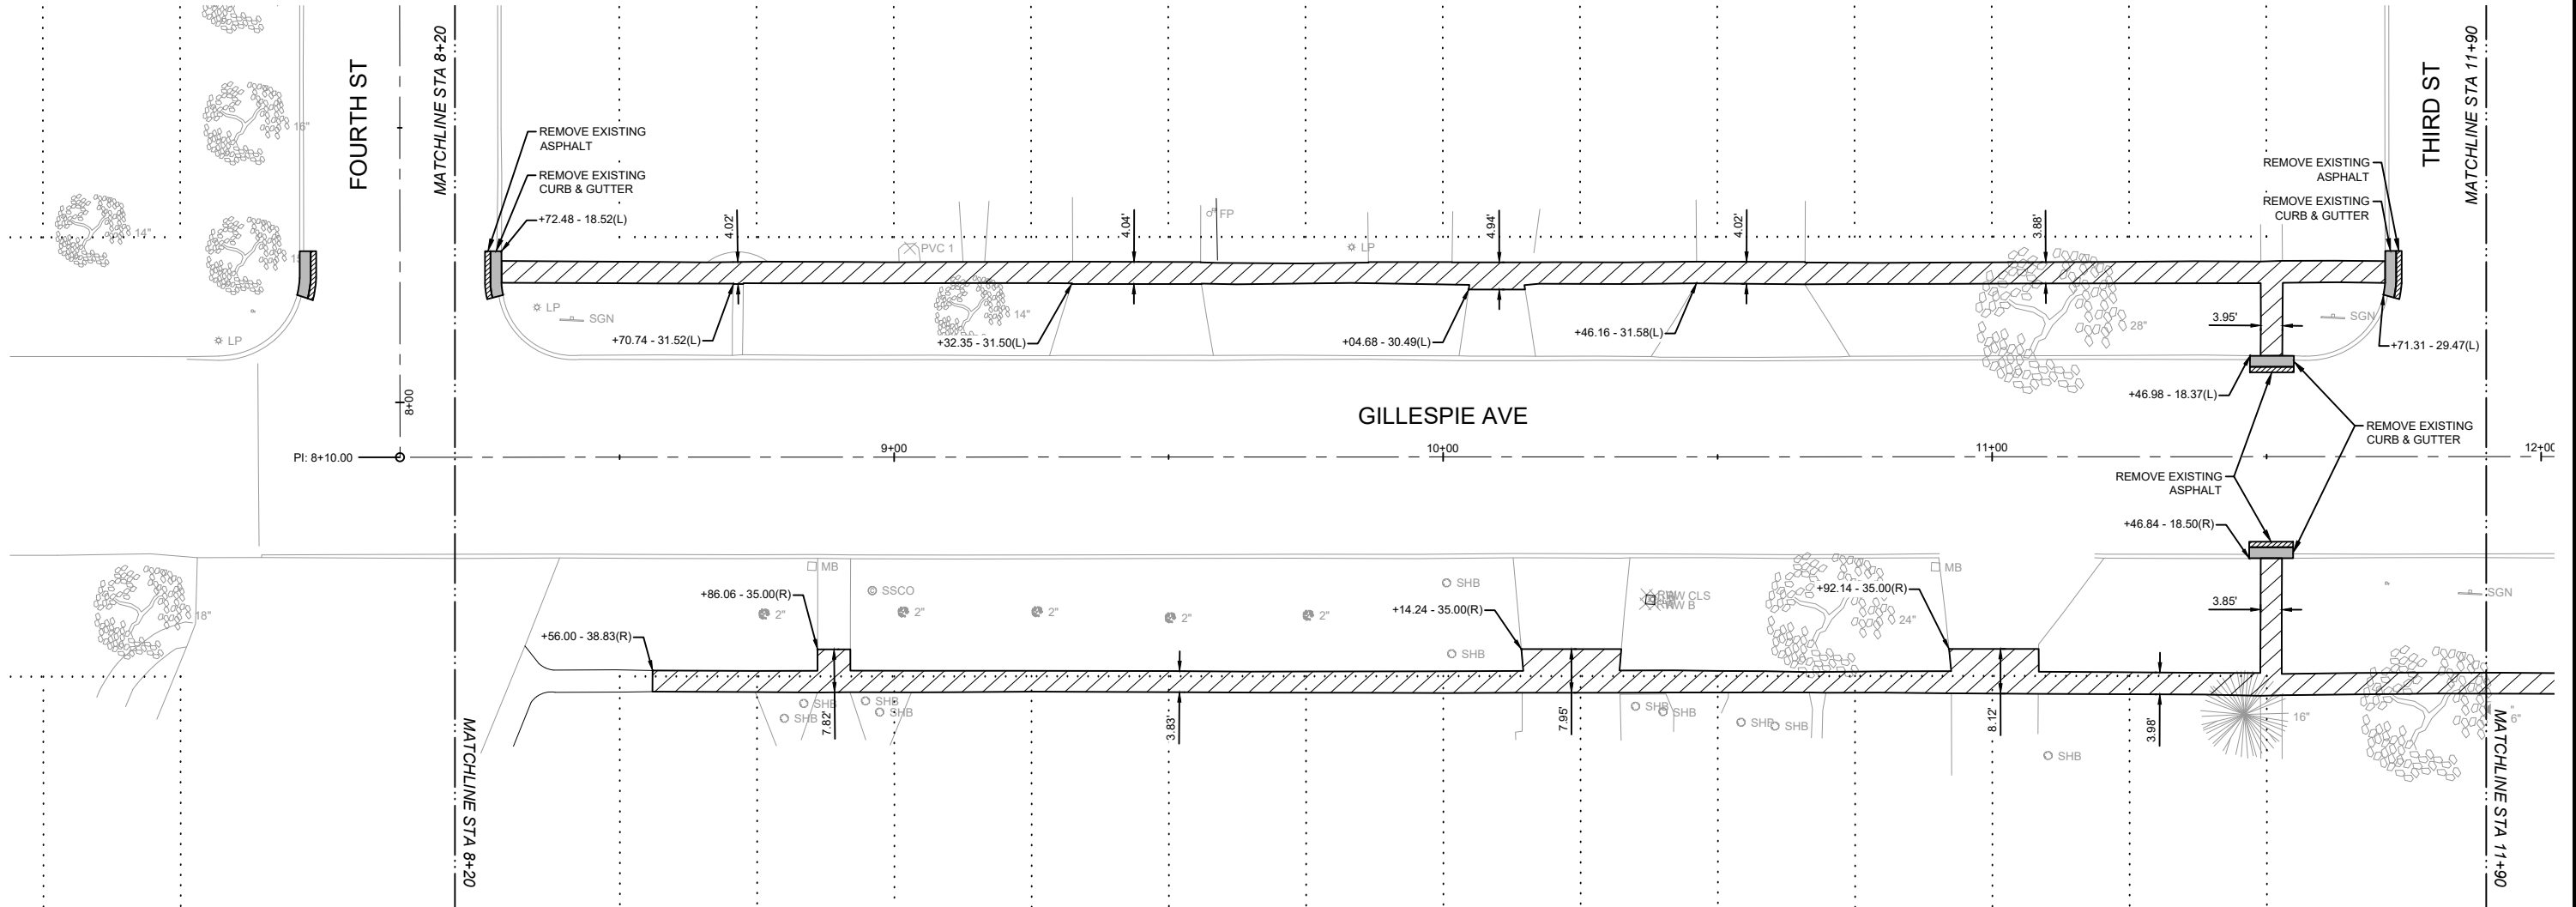 FOURTH ST
MATCHLINE STA 8+20
THIRD ST
MATCHLINE STA 11+90
16"
14"
REMOVE EXISTING
ASPHALT
REMOVE EXISTING
CURB & GUTTER
+72.48 - 18.52(L)
REMOVE EXISTING
ASPHALT
REMOVE EXISTING
CURB & GUTTER
4.02'
4.04'
4.94'
4.02'
3.88'
FP
PVC 1
LP
LP
SGN
LP
14"
28"
3.95'
SGN
+70.74 - 31.52(L)
+32.35 - 31.50(L)
+04.68 - 30.49(L)
+46.16 - 31.58(L)
+71.31 - 29.47(L)
+46.98 - 18.37(L)
8+00
GILLESPIE AVE
REMOVE EXISTING
CURB & GUTTER
PI: 8+10.00
9+00
10+00
11+00
REMOVE EXISTING
ASPHALT
+46.84 - 18.50(R)
MB
SSCO
SHB
MB
+86.06 - 35.00(R)
+92.14 - 35.00(R)
SGN
RWW CLS
+14.24 - 35.00(R)
3.85'
18"
2"
2"
2"
2"
2"
24"
+56.00 - 38.83(R)
SHB
SHB
SHB
SHB
SHB
SHB
SHB
SHB
SHB
SHB
7.82'
3.83'
7.95'
8.12'
3.98'
16"
6"
SHB
MATCHLINE STA 8+20
MATCHLINE STA 11+90